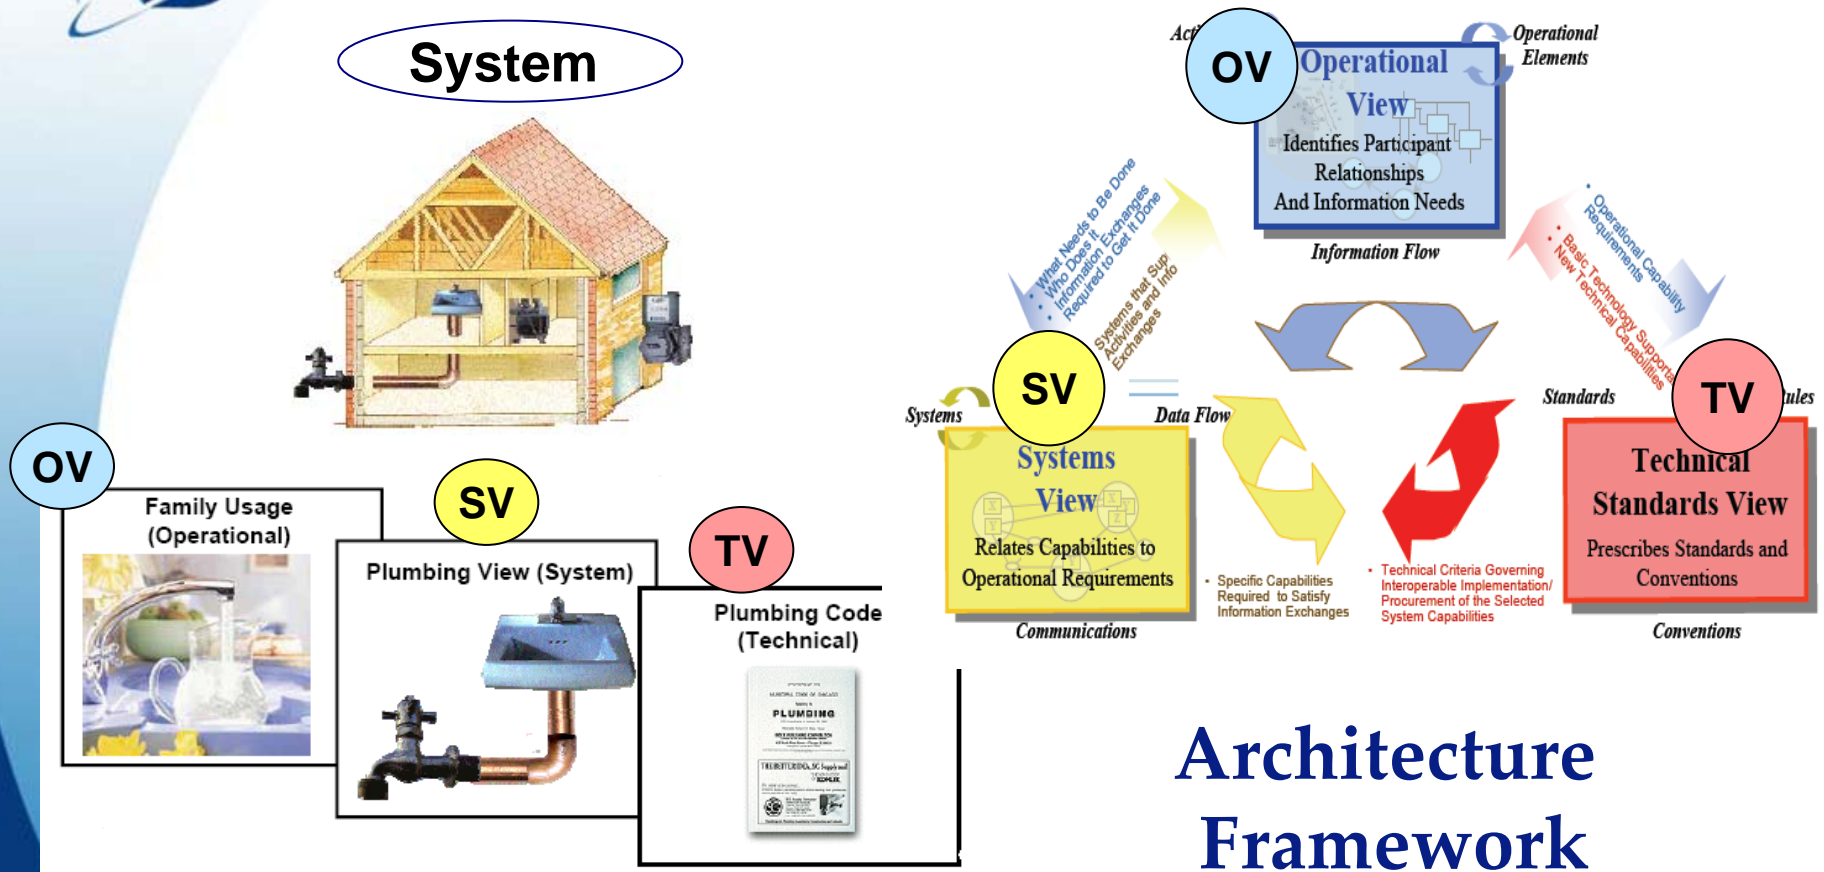 System
OV
Family Usage
(Operational)
SV
Plumbing View (System)
TV
Plumbing Code
(Technical)
MUNICIPAL CODE OF CHICAGO
PLUMBING
OV
Operational
Elements
Operational
View
Identifies Participant
Relationships
And Information Needs
Information Flow
• What Needs to Be Done
• Who Does It
• Information Exchanges
Required to Get It Done
Systems that Sup
Activities and Info
Exchanges
• Operational Capability
Requirements
• Basic Technology Supporta
• New Technical Capabilities
SV
Systems
Data Flow
Systems
View
X
Y
X
Y
Z
Relates Capabilities to
Operational Requirements
Communications
• Specific Capabilities
Required to Satisfy
Information Exchanges
• Technical Criteria Governing
Interoperable Implementation/
Procurement of the Selected
System Capabilities
Standards
TV
Technical
Standards View
Prescribes Standards and
Conventions
Conventions
Architecture
Framework